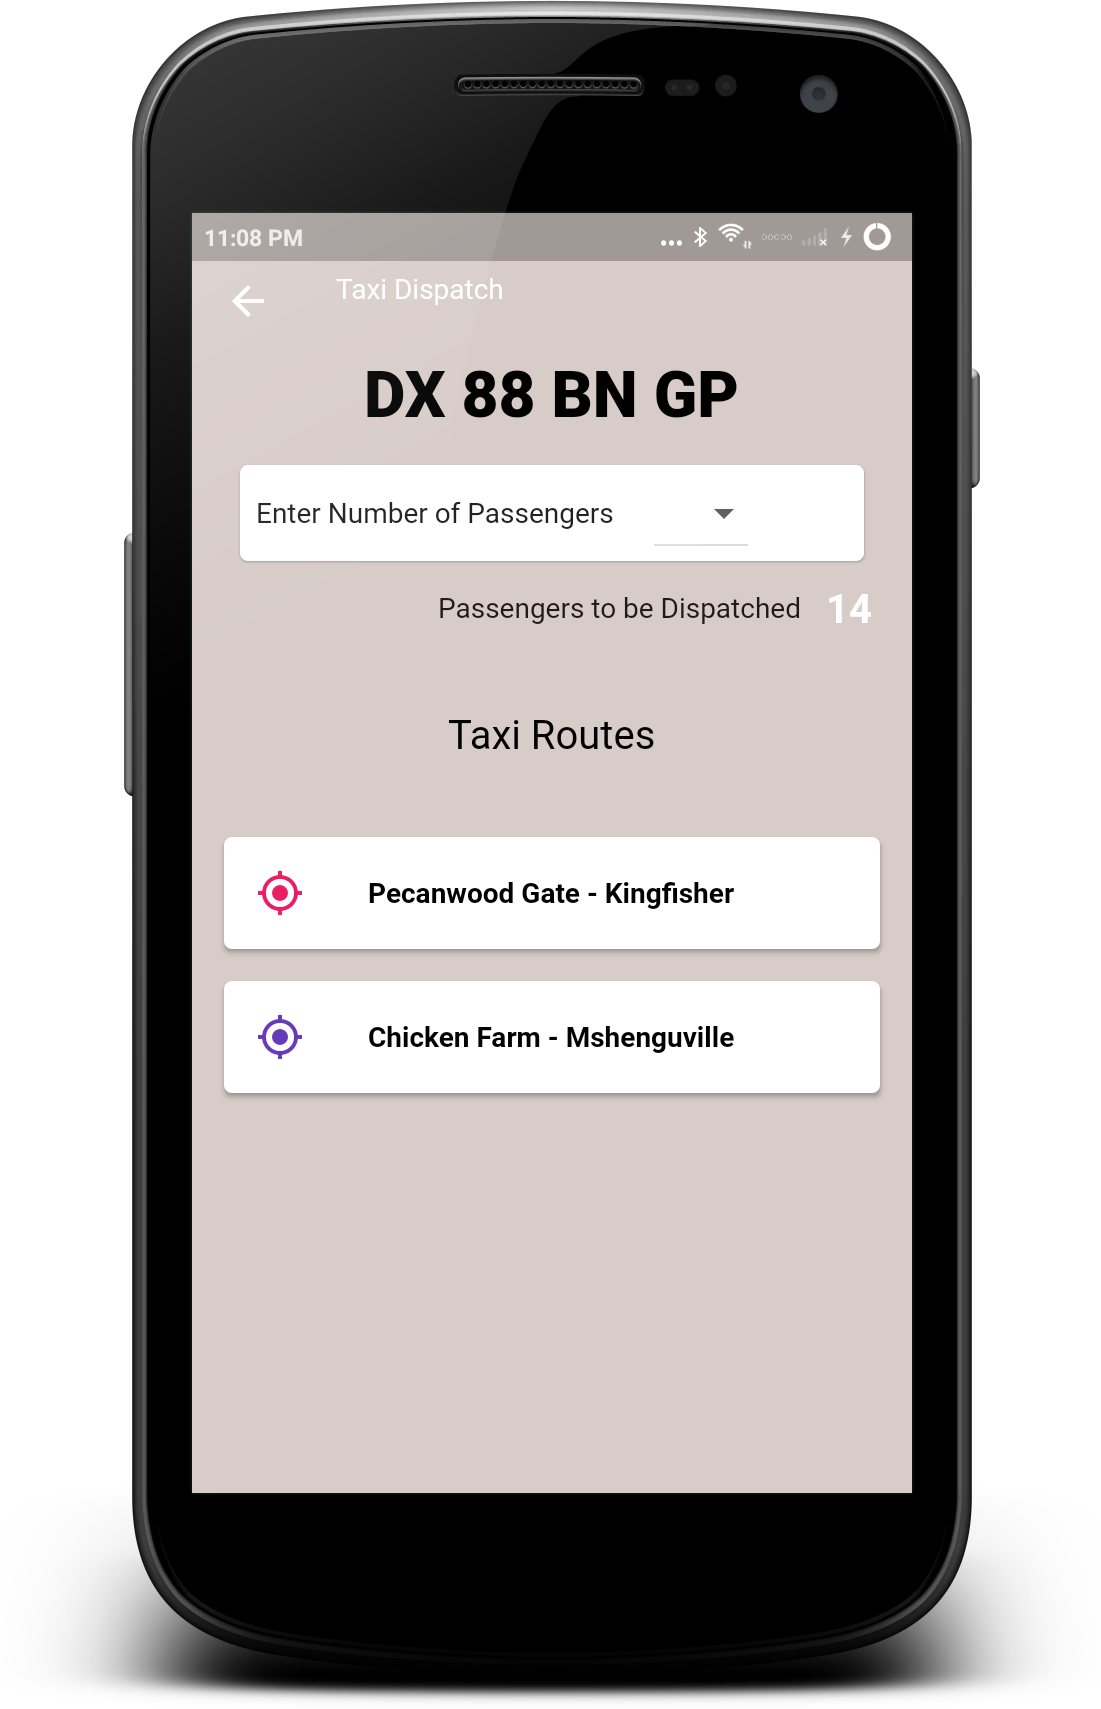 11:08 PM
Taxi Dispatch
DX 88 BN GP
Enter Number of Passengers
Passengers to be Dispatched 14
Taxi Routes
Pecanwood Gate - Kingfisher
Chicken Farm - Mshenguville